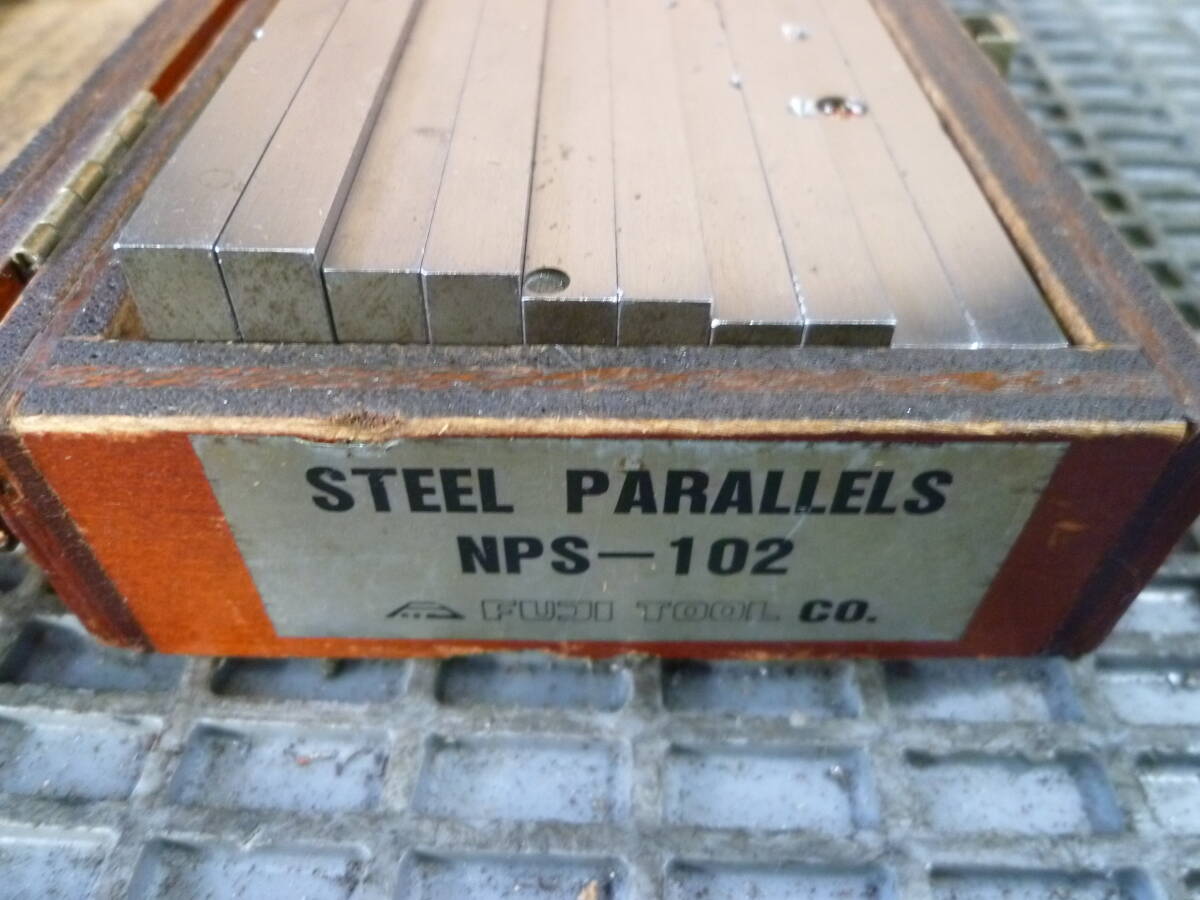 STEEL PARALLELS
NPS-102
FUJI TOOL CO.